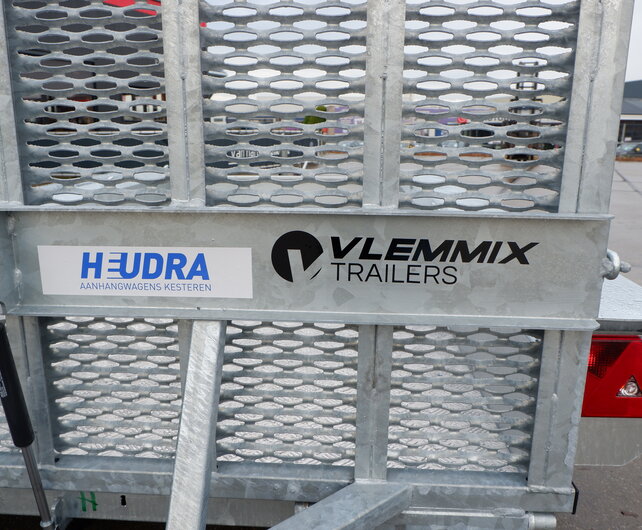 HEUDRA
AANHANGWAGENS KESTEREN
VLEMMIX
TRAILERS